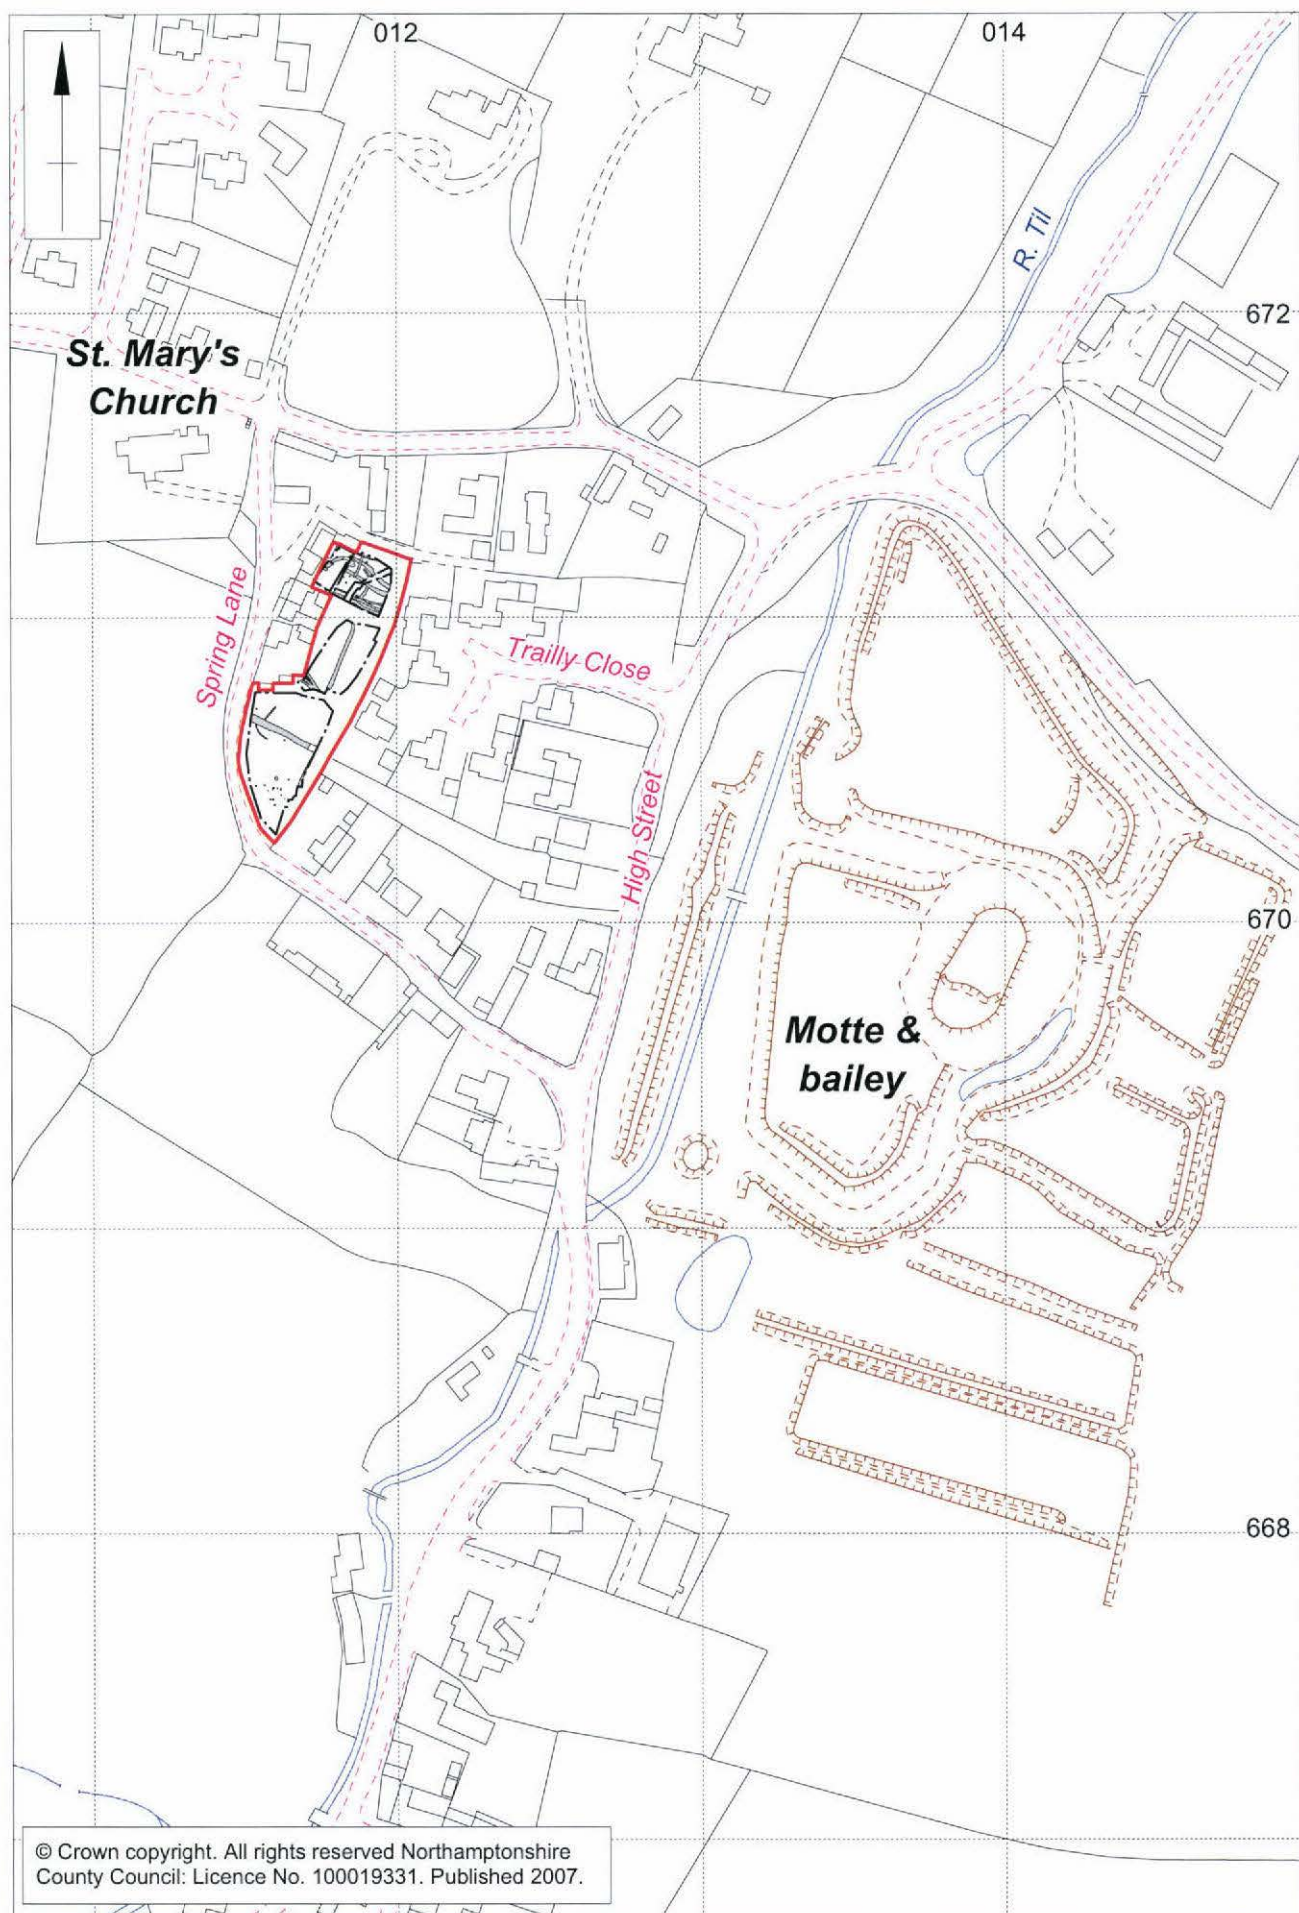 012
014
R. Til
672
St. Mary's
Church
Spring Lane
Trailly Close
High Street
670
Motte &
bailey
668
© Crown copyright. All rights reserved Northamptonshire
County Council: Licence No. 100019331. Published 2007.